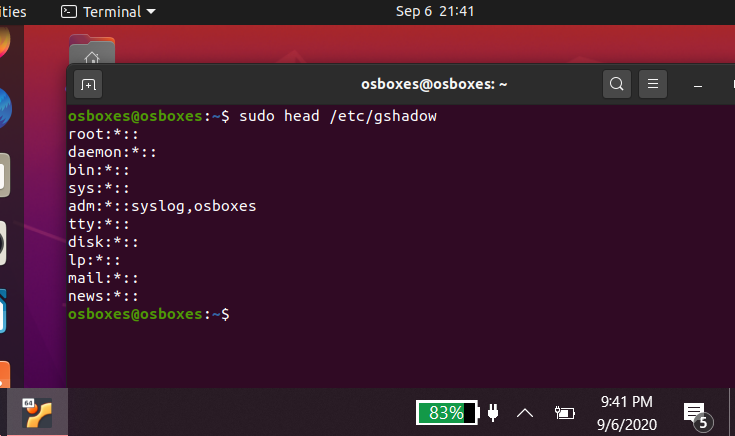 ities
Terminal
Sep 6 21:41
osboxes@osboxes: ~
osboxes@osboxes:~$ sudo head /etc/gshadow
root:*::
daemon:*::
bin:*::
sys:*::
adm:*::syslog,osboxes
tty:*::
disk:*::
lp:*::
mail:*::
news:*::
osboxes@osboxes:~$
64
83%
9:41 PM
9/6/2020
5